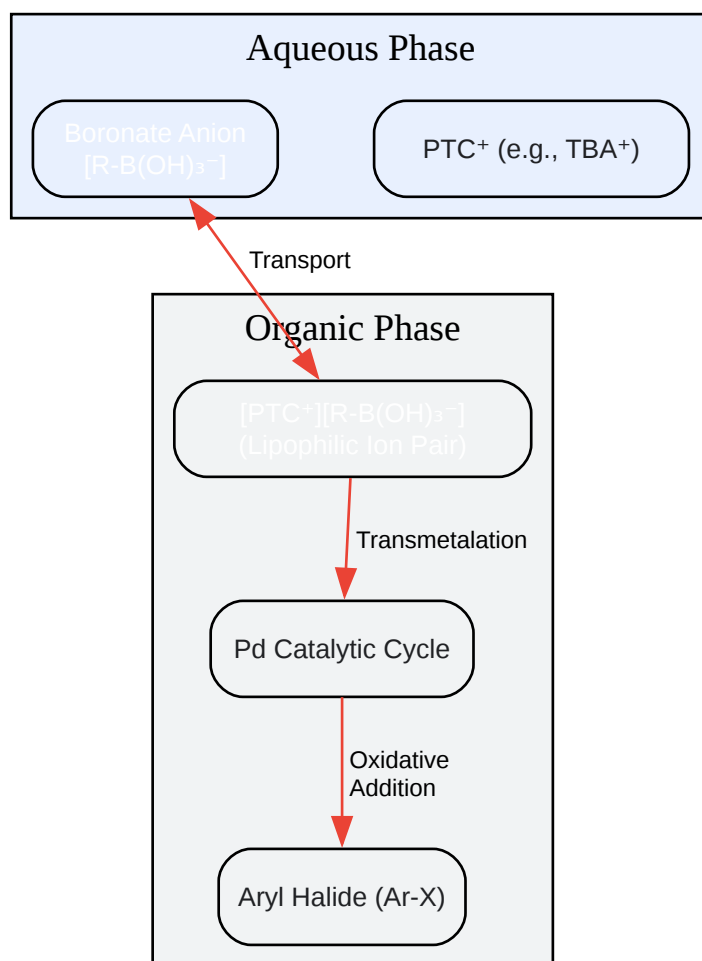 Aqueous Phase
Boronate Anion
[R-B(OH)₃⁻]
PTC⁺ (e.g., TBA⁺)
Transport
Organic Phase
[PTC⁺][R-B(OH)₃⁻]
(Lipophilic Ion Pair)
Transmetalation
Pd Catalytic Cycle
Oxidative
Addition
Aryl Halide (Ar-X)